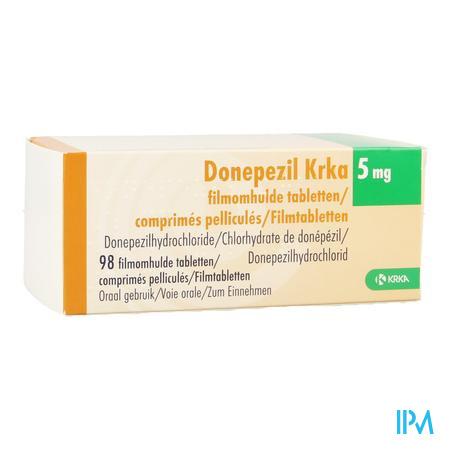 Donepezil Krka 5 mg
filmomhulde tabletten/
comprimés pelliculés/Filmtabletten
Donepezilhydrochloride/Chlorhydrate de donépézil/
Donepezilhydrochlorid
98 filmomhulde tabletten/
comprimés pelliculés/Filmtabletten
Oraal gebruik/Voie orale/Zum Einnehmen
KRKA
IPM